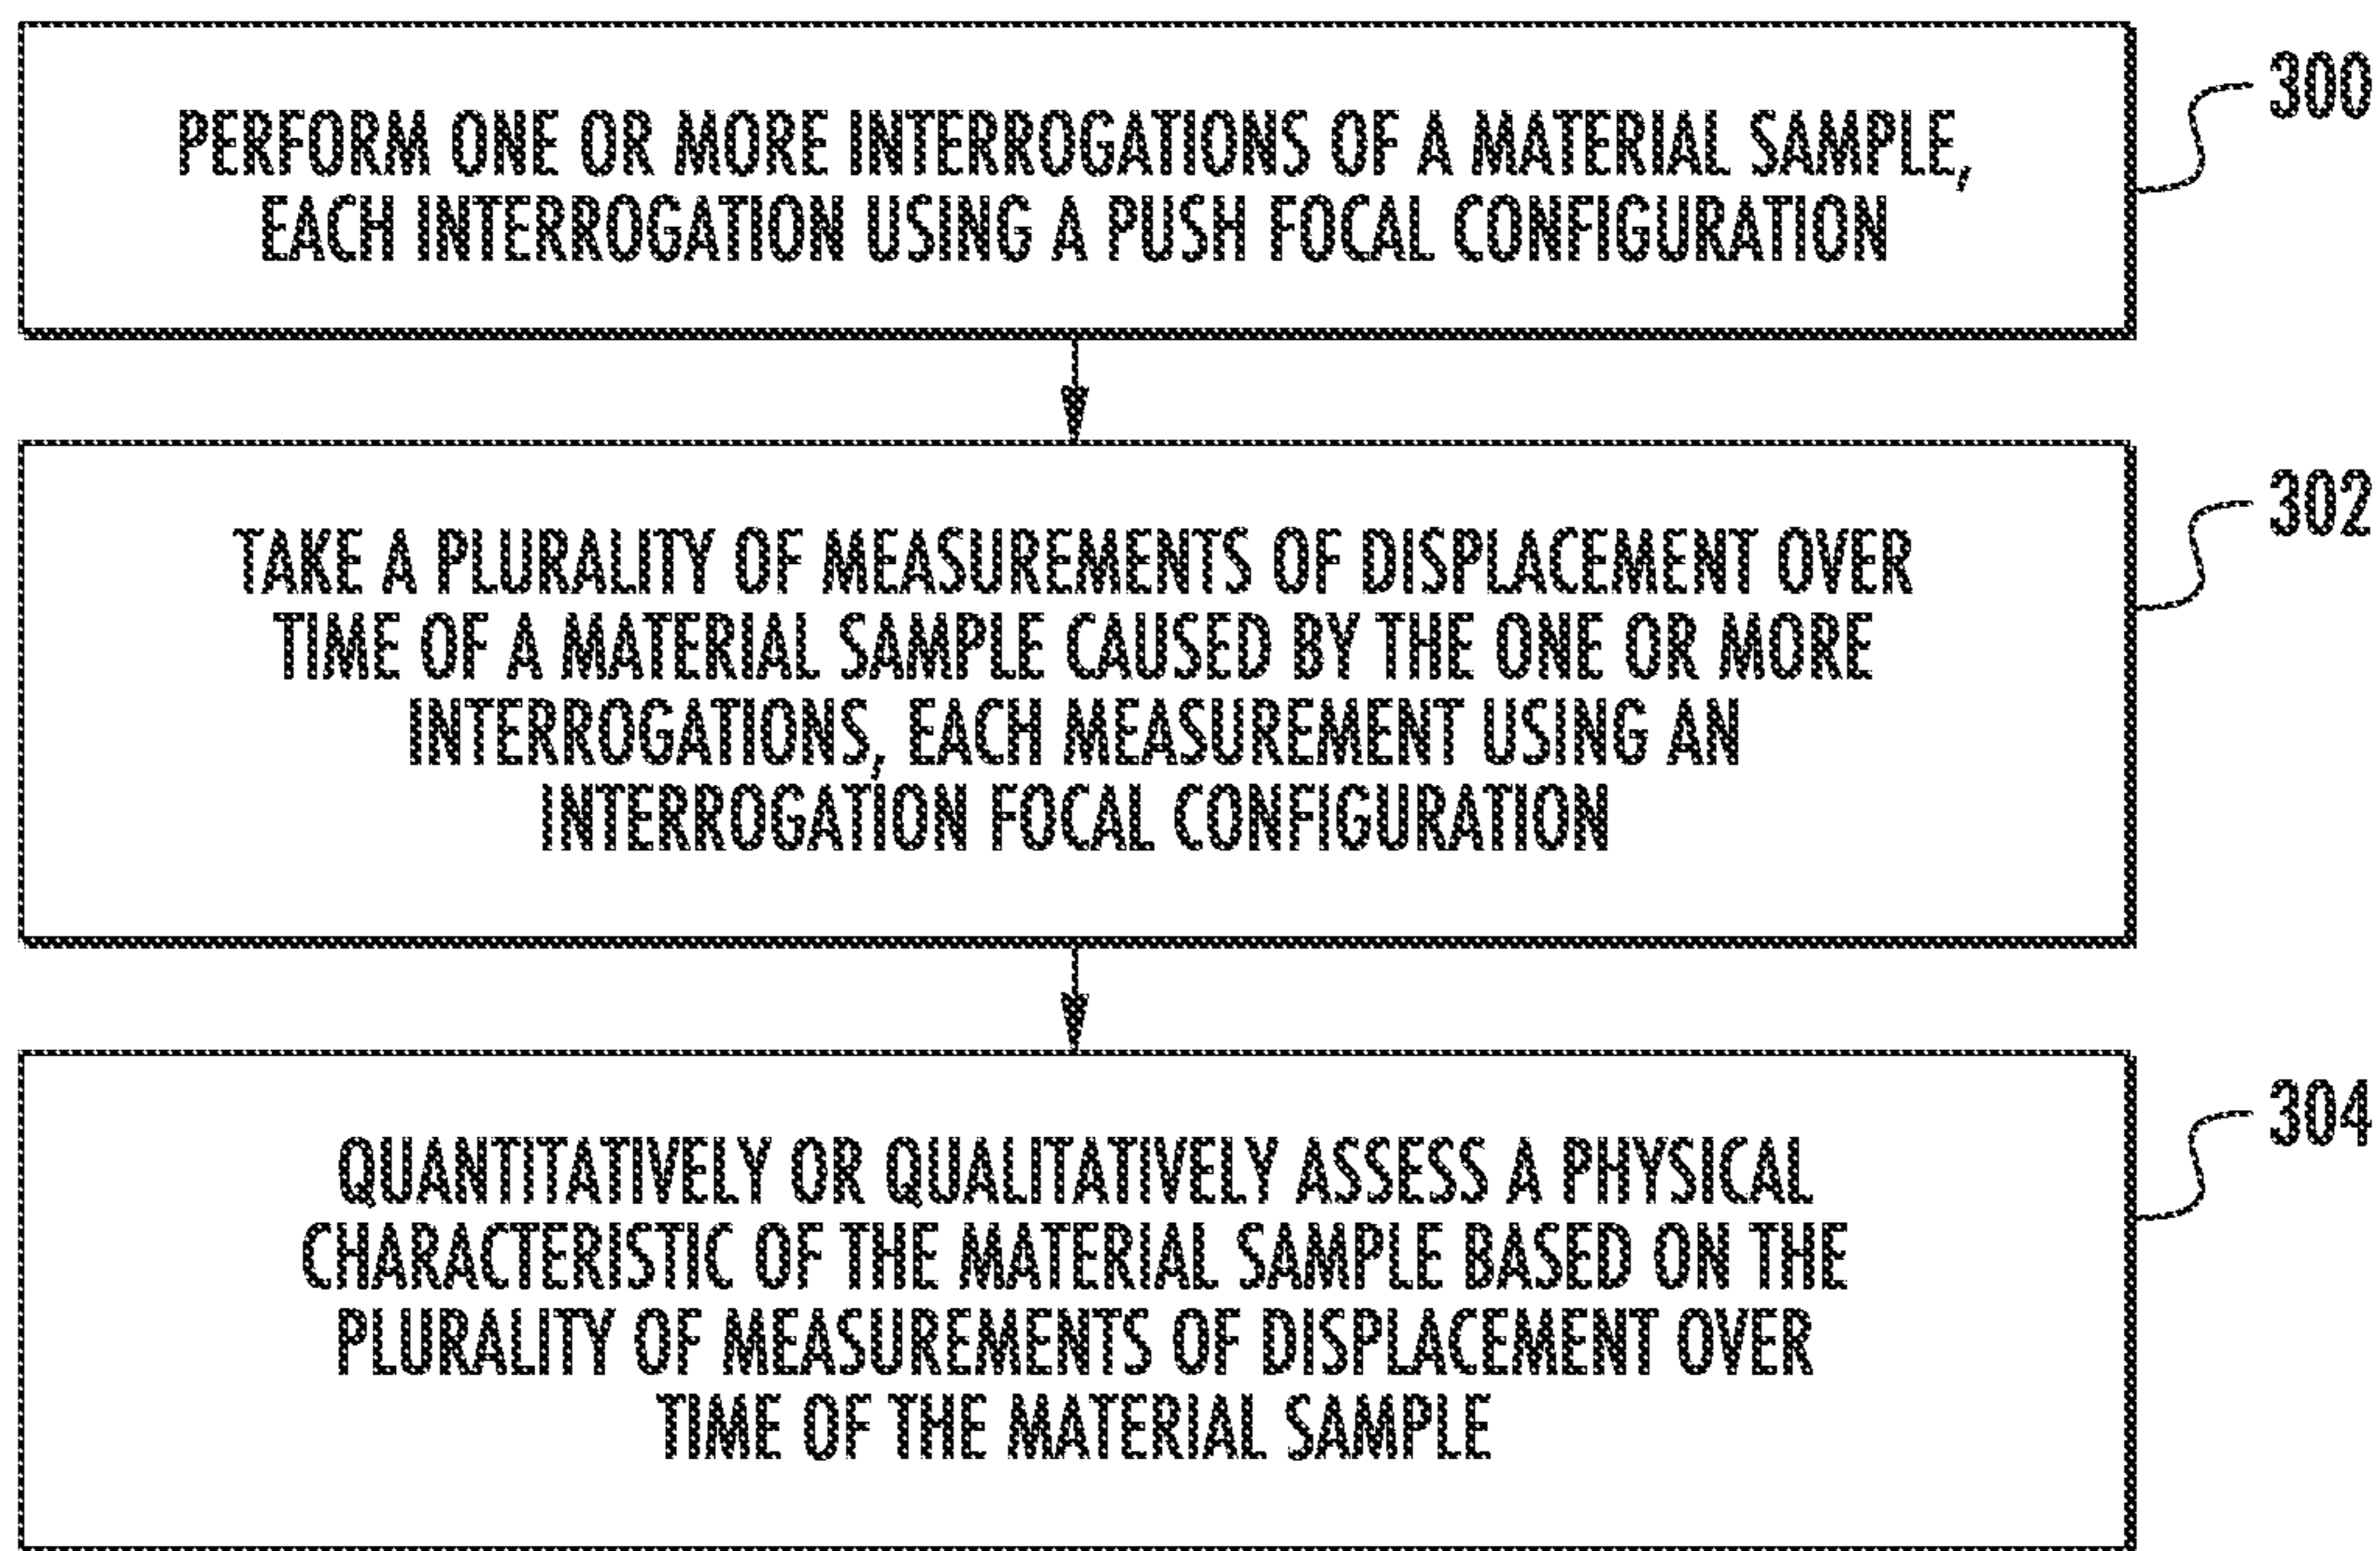 PERFORM ONE OR MORE INTERROGATIONS OF A MATERIAL SAMPLE,
EACH INTERROGATION USING A PUSH FOCAL CONFIGURATION
300
TAKE A PLURALITY OF MEASUREMENTS OF DISPLACEMENT OVER
TIME OF A MATERIAL SAMPLE CAUSED BY THE ONE OR MORE
INTERROGATIONS, EACH MEASUREMENT USING AN
INTERROGATION FOCAL CONFIGURATION
302
QUANTITATIVELY OR QUALITATIVELY ASSESS A PHYSICAL
CHARACTERISTIC OF THE MATERIAL SAMPLE BASED ON THE
PLURALITY OF MEASUREMENTS OF DISPLACEMENT OVER
TIME OF THE MATERIAL SAMPLE
304